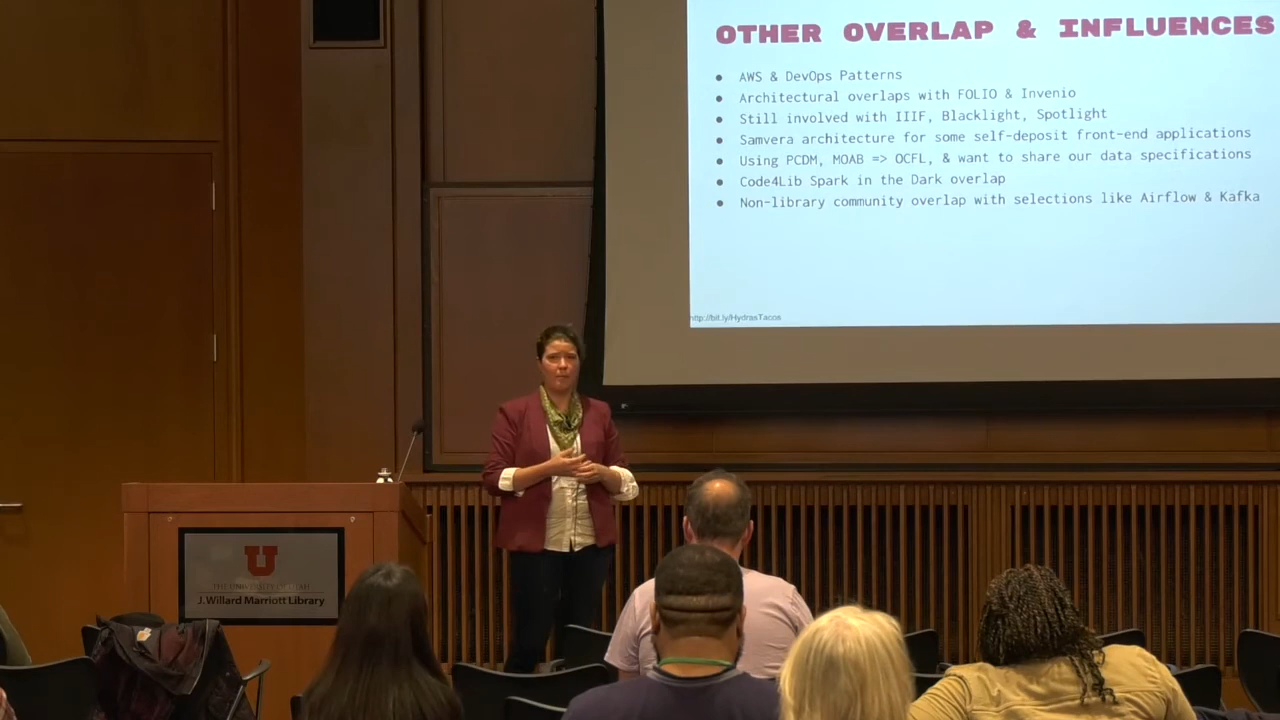 OTHER OVERLAP & INFLUENCES
● AWS & DevOps Patterns
● Architectural overlaps with FOLIO & Invenio
● Still involved with IIIF, Blacklight, Spotlight
● Samvera architecture for some self-deposit front-end applications
● Using PCDM, MOAB => OCFL, & want to share our data specifications
● Code4Lib Spark in the Dark overlap
● Non-library community overlap with selections like Airflow & Kafka
http://bit.ly/HydrasTacos
U
THE UNIVERSITY OF UTAH
J. Willard Marriott Library